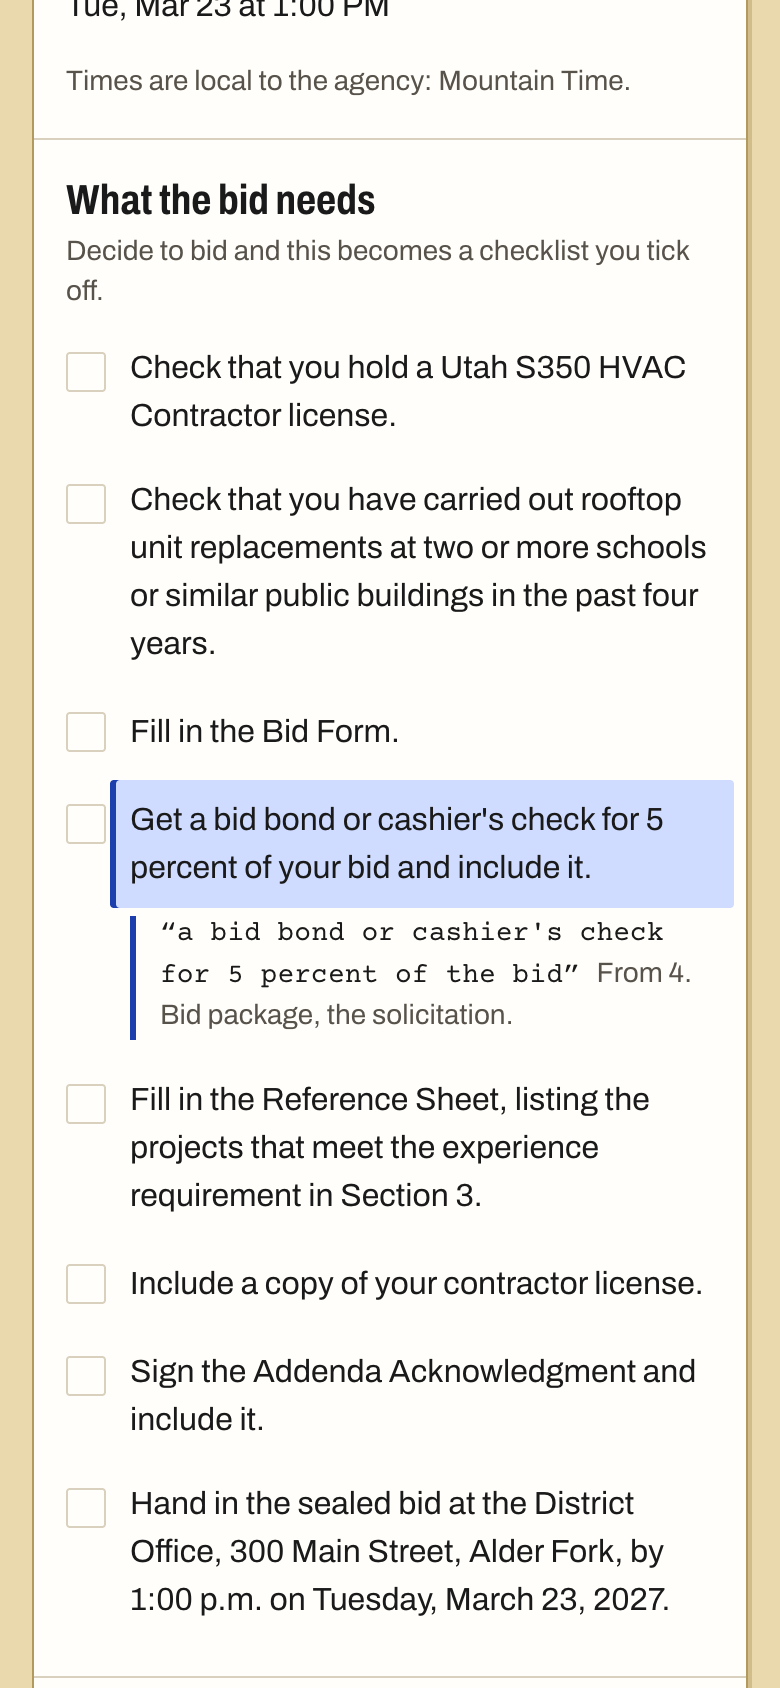 Tue, Mar 23 at 1:00 PM
Times are local to the agency: Mountain Time.
What the bid needs
Decide to bid and this becomes a checklist you tick
off.
Check that you hold a Utah S350 HVAC
Contractor license.
Check that you have carried out rooftop
unit replacements at two or more schools
or similar public buildings in the past four
years.
Fill in the Bid Form.
Get a bid bond or cashier's check for 5
percent of your bid and include it.
“a bid bond or cashier's check
for 5 percent of the bid” From 4.
Bid package, the solicitation.
Fill in the Reference Sheet, listing the
projects that meet the experience
requirement in Section 3.
Include a copy of your contractor license.
Sign the Addenda Acknowledgment and
include it.
Hand in the sealed bid at the District
Office, 300 Main Street, Alder Fork, by
1:00 p.m. on Tuesday, March 23, 2027.